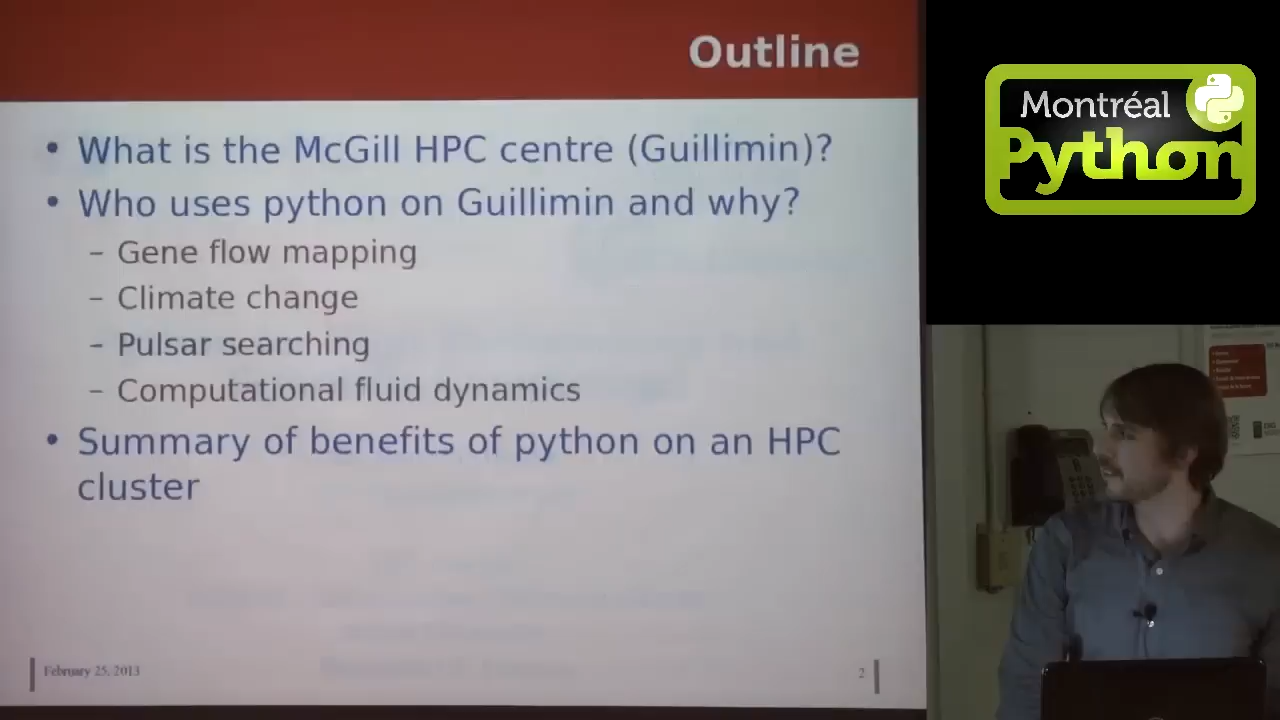 Outline
• What is the McGill HPC centre (Guillimin)?
• Who uses python on Guillimin and why?
– Gene flow mapping
– Climate change
– Pulsar searching
– Computational fluid dynamics
• Summary of benefits of python on an HPC
cluster
February 25, 2013
2
Montréal
Python